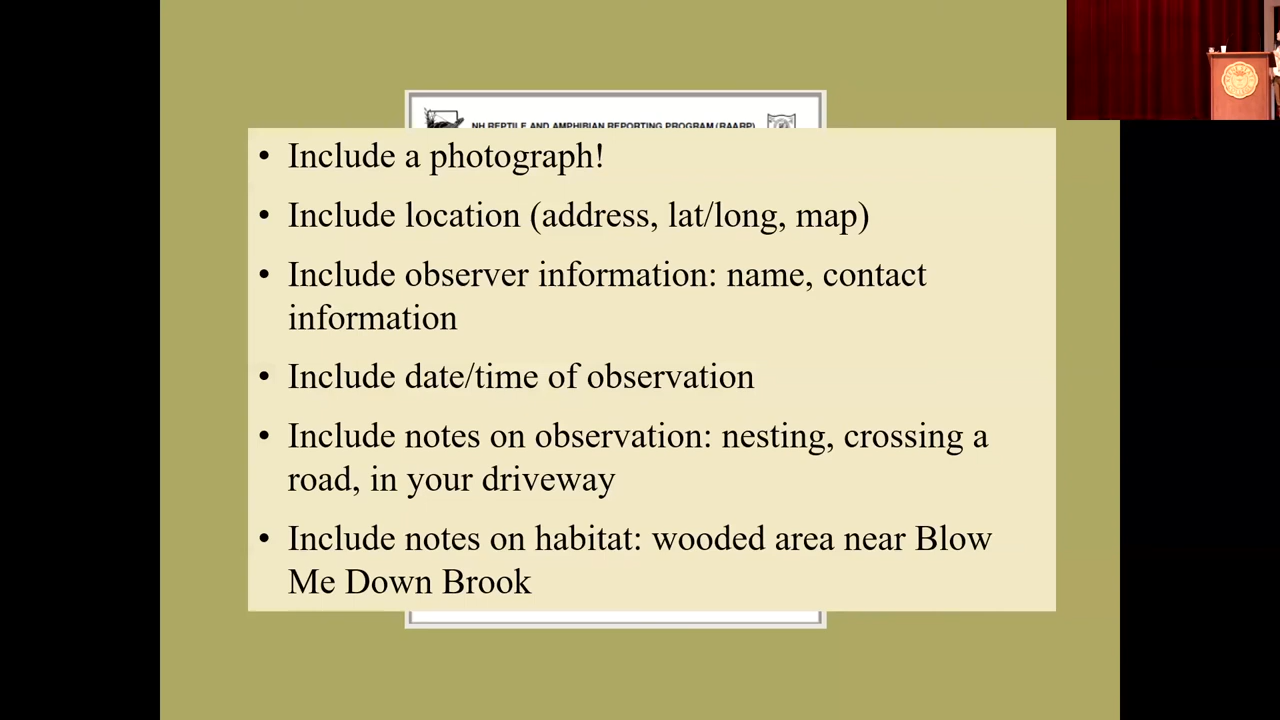 NH REPTILE AND AMPHIBIAN REPORTING PROGRAM (RAARP)
• Include a photograph!
• Include location (address, lat/long, map)
• Include observer information: name, contact
information
• Include date/time of observation
• Include notes on observation: nesting, crossing a
road, in your driveway
• Include notes on habitat: wooded area near Blow
Me Down Brook